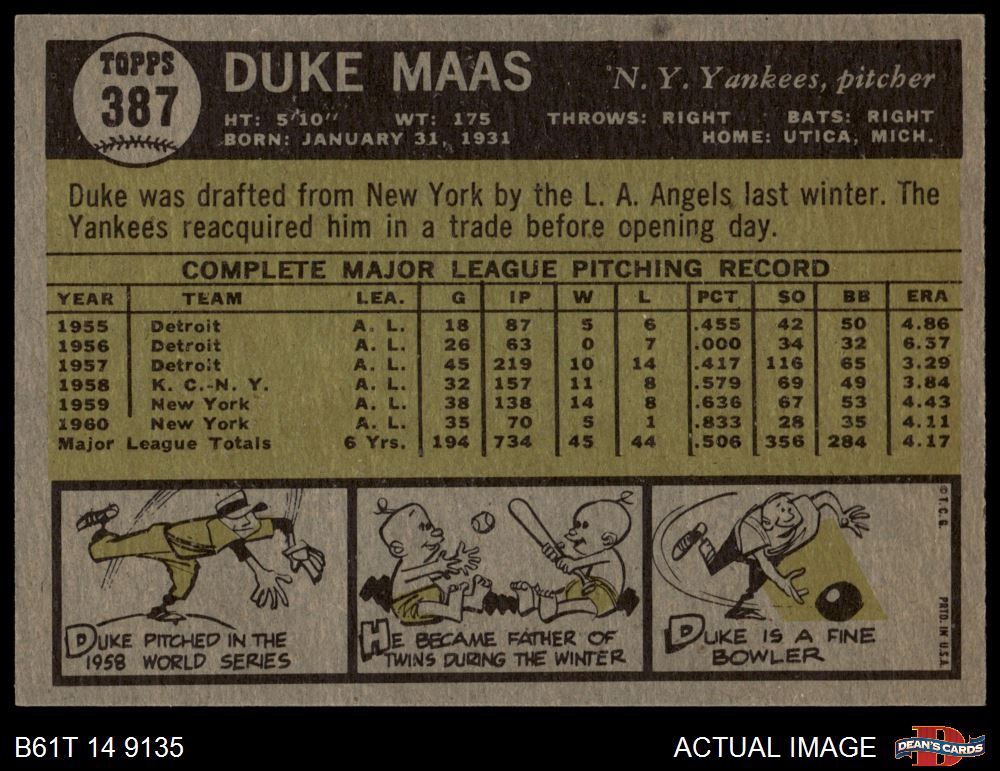 TOPPS
387
DUKE MAAS
N. Y. Yankees, pitcher
HT: 5'10" WT: 175 THROWS: RIGHT BATS: RIGHT
BORN: JANUARY 31, 1931 HOME: UTICA, MICH.
Duke was drafted from New York by the L. A. Angels last winter. The
Yankees reacquired him in a trade before opening day.
COMPLETE MAJOR LEAGUE PITCHING RECORD
YEAR TEAM LEA. G IP W L PCT SO BB ERA
1955 Detroit A. L. 18 87 5 6 .455 42 50 4.86
1956 Detroit A. L. 26 63 0 7 .000 34 32 6.57
1957 Detroit A. L. 45 219 10 14 .417 116 65 3.29
1958 K. C.-N. Y. A. L. 32 157 11 8 .579 69 49 3.84
1959 New York A. L. 38 138 14 8 .636 67 53 4.43
1960 New York A. L. 35 70 5 1 .833 28 35 4.11
Major League Totals 6 Yrs. 194 734 45 44 .506 356 284 4.17
DUKE PITCHED IN THE
1958 WORLD SERIES
HE BECAME FATHER OF
TWINS DURING THE WINTER
DUKE IS A FINE
BOWLER
© T. C. G.
PRTD. IN U.S.A.
B61T 14 9135
ACTUAL IMAGE
DEAN'S CARDS